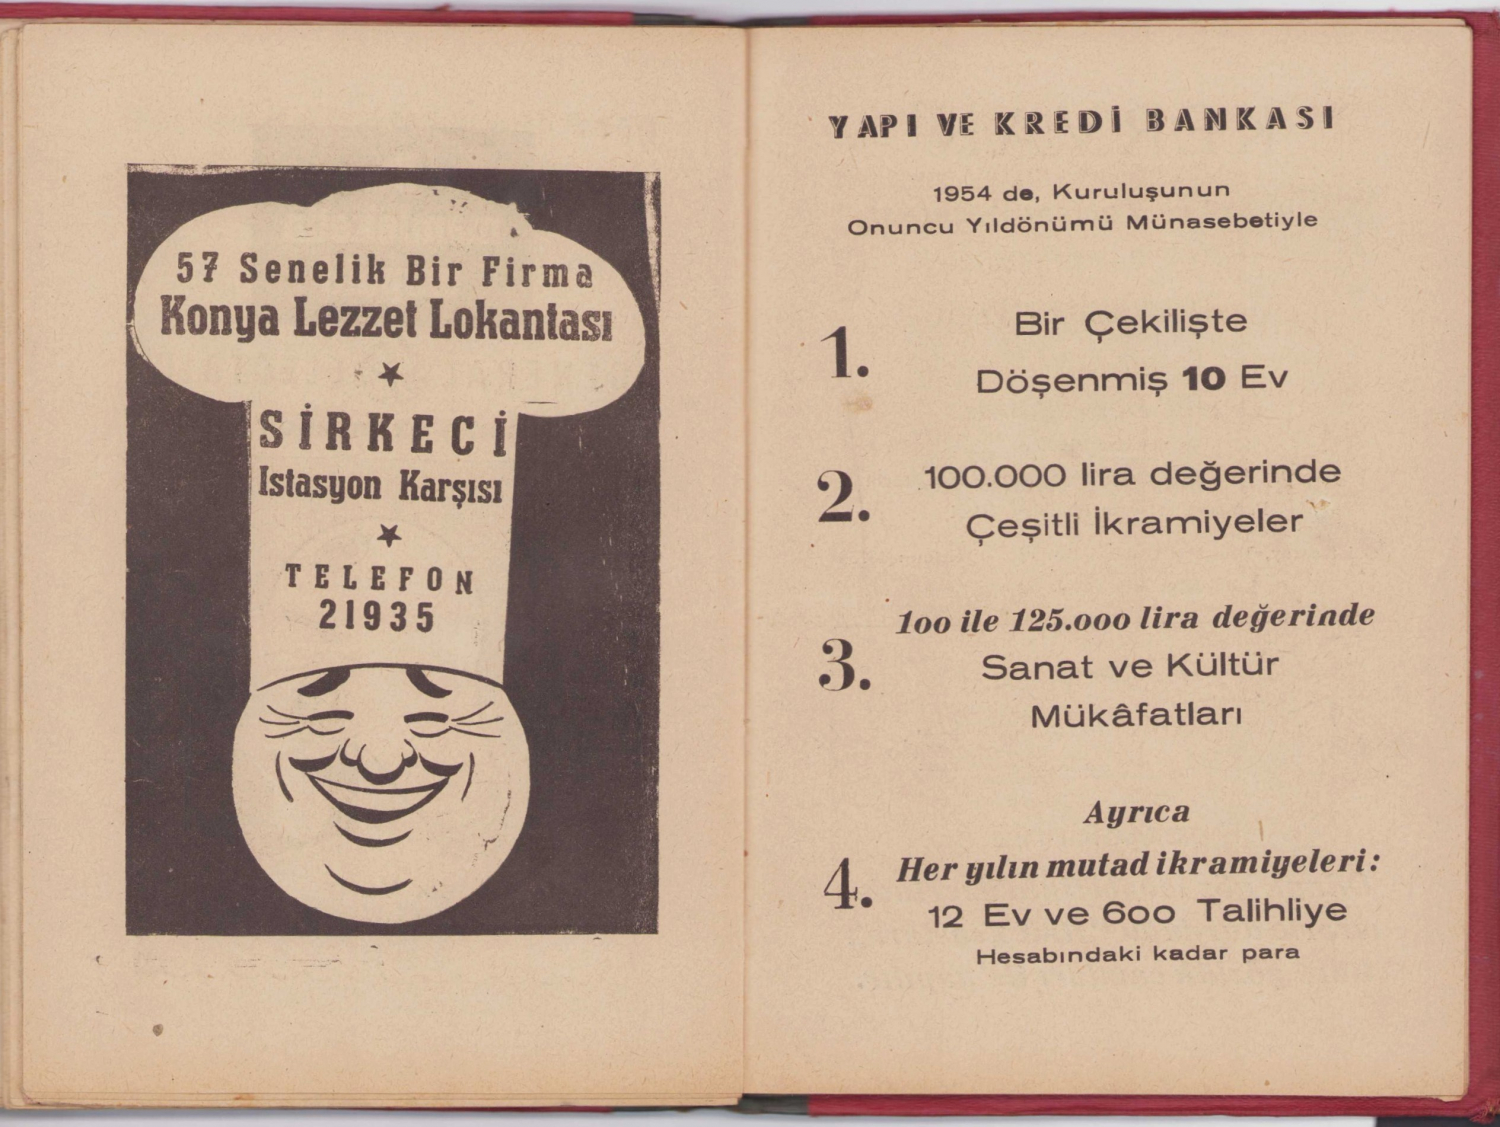 57 Senelik Bir Firma
Konya Lezzet Lokantası
SİRKECİ
Istasyon Karşısı
TELEFON
21935
YAPI VE KREDİ BANKASI
1954 de, Kuruluşunun
Onuncu Yıldönümü Münasebetiyle
1.
Bir Çekilişte
Döşenmiş 10 Ev
2.
100.000 lira değerinde
Çeşitli İkramiyeler
3.
100 ile 125.000 lira değerinde
Sanat ve Kültür
Mükâfatları
4.
Ayrıca
Her yılın mutad ikramiyeleri:
12 Ev ve 600 Talihliye
Hesabındaki kadar para